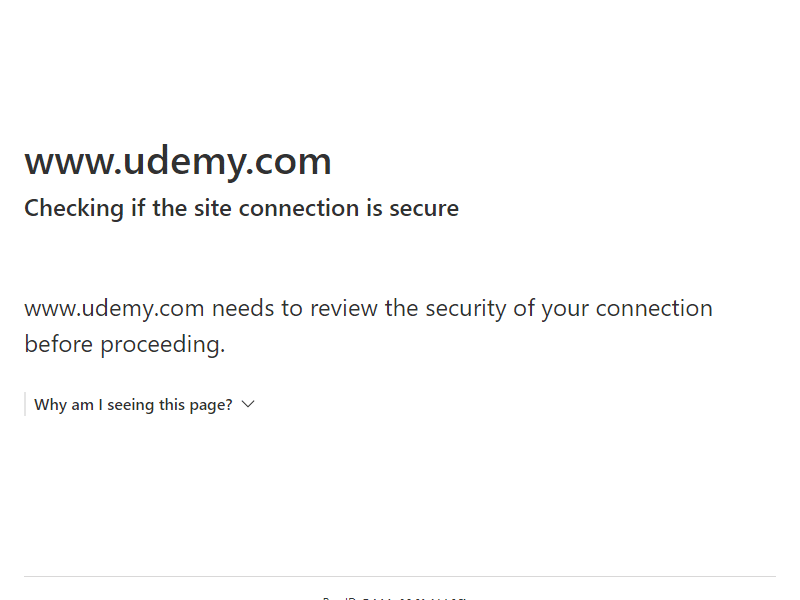 www.udemy.com
Checking if the site connection is secure
www.udemy.com needs to review the security of your connection
before proceeding.
Why am I seeing this page?